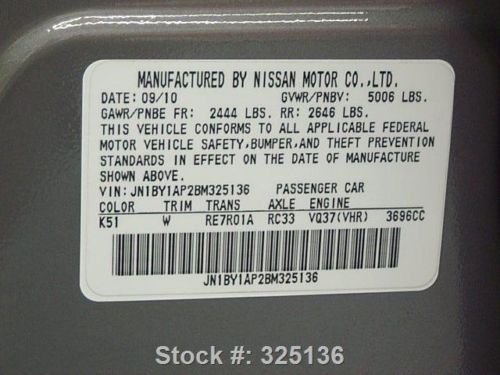 MANUFACTURED BY NISSAN MOTOR CO.,LTD.
DATE: 09/10 GVWR/PNBV: 5006 LBS.
GAWR/PNBE FR: 2444 LBS. RR: 2646 LBS.
THIS VEHICLE CONFORMS TO ALL APPLICABLE FEDERAL
MOTOR VEHICLE SAFETY,BUMPER,AND THEFT PREVENTION
STANDARDS IN EFFECT ON THE DATE OF MANUFACTURE
SHOWN ABOVE.
VIN: JN1BY1AP2BM325136 PASSENGER CAR
COLOR TRIM TRANS AXLE ENGINE
K51 W RE7R01A RC33 VQ37(VHR) 3696CC
JN1BY1AP2BM325136
Stock #: 325136